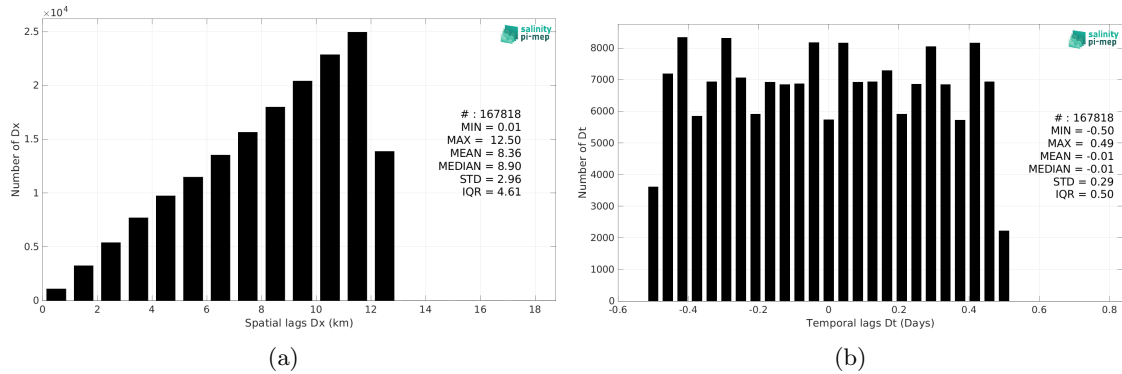 ×10⁴
2.5
2
1.5
1
0.5
0
Number of Dx
salinity
pi-mep
# : 167818
MIN = 0.01
MAX = 12.50
MEAN = 8.36
MEDIAN = 8.90
STD = 2.96
IQR = 4.61
0 2 4 6 8 10 12 14 16 18
Spatial lags Dx (km)
(a)
8000
7000
6000
5000
4000
3000
2000
1000
0
Number of Dt
salinity
pi-mep
# : 167818
MIN = -0.50
MAX = 0.49
MEAN = -0.01
MEDIAN = -0.01
STD = 0.29
IQR = 0.50
-0.6 -0.4 -0.2 0 0.2 0.4 0.6 0.8
Temporal lags Dt (Days)
(b)